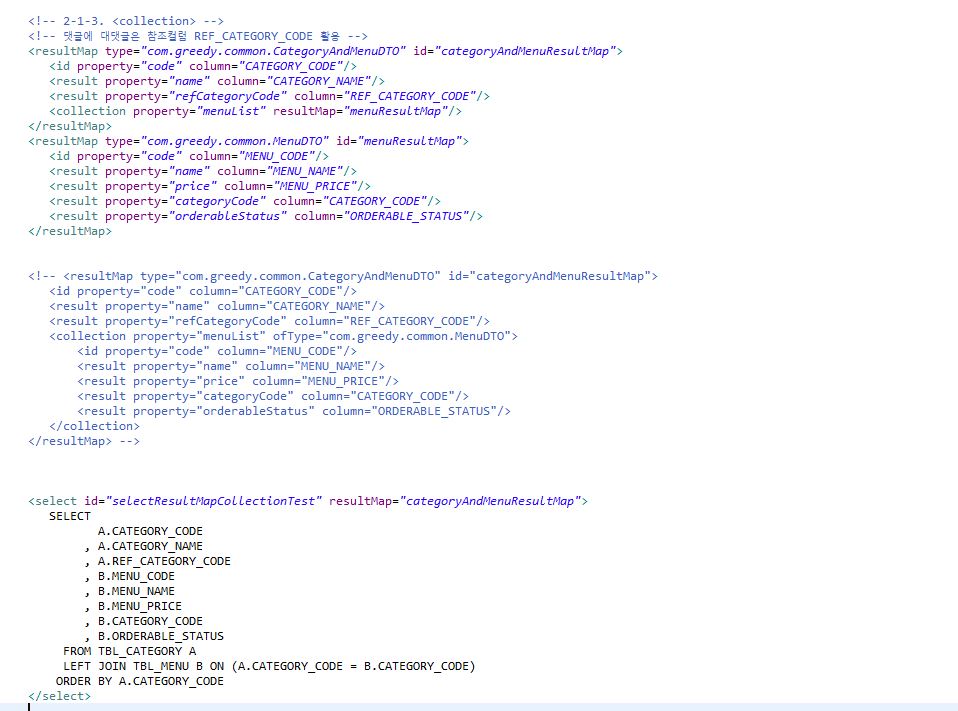 <!-- 2-1-3. <collection> -->
<!-- 댓글에 대댓글은 참조컬럼 REF_CATEGORY_CODE 활용 -->
<resultMap type="com.greedy.common.CategoryAndMenuDTO" id="categoryAndMenuResultMap">
<id property="code" column="CATEGORY_CODE"/>
<result property="name" column="CATEGORY_NAME"/>
<result property="refCategoryCode" column="REF_CATEGORY_CODE"/>
<collection property="menuList" resultMap="menuResultMap"/>
</resultMap>
<resultMap type="com.greedy.common.MenuDTO" id="menuResultMap">
<id property="code" column="MENU_CODE"/>
<result property="name" column="MENU_NAME"/>
<result property="price" column="MENU_PRICE"/>
<result property="categoryCode" column="CATEGORY_CODE"/>
<result property="orderableStatus" column="ORDERABLE_STATUS"/>
</resultMap>
<!-- <resultMap type="com.greedy.common.CategoryAndMenuDTO" id="categoryAndMenuResultMap">
<id property="code" column="CATEGORY_CODE"/>
<result property="name" column="CATEGORY_NAME"/>
<result property="refCategoryCode" column="REF_CATEGORY_CODE"/>
<collection property="menuList" ofType="com.greedy.common.MenuDTO">
<id property="code" column="MENU_CODE"/>
<result property="name" column="MENU_NAME"/>
<result property="price" column="MENU_PRICE"/>
<result property="categoryCode" column="CATEGORY_CODE"/>
<result property="orderableStatus" column="ORDERABLE_STATUS"/>
</collection>
</resultMap> -->
<select id="selectResultMapCollectionTest" resultMap="categoryAndMenuResultMap">
SELECT
A.CATEGORY_CODE
, A.CATEGORY_NAME
, A.REF_CATEGORY_CODE
, B.MENU_CODE
, B.MENU_NAME
, B.MENU_PRICE
, B.CATEGORY_CODE
, B.ORDERABLE_STATUS
FROM TBL_CATEGORY A
LEFT JOIN TBL_MENU B ON (A.CATEGORY_CODE = B.CATEGORY_CODE)
ORDER BY A.CATEGORY_CODE
</select>